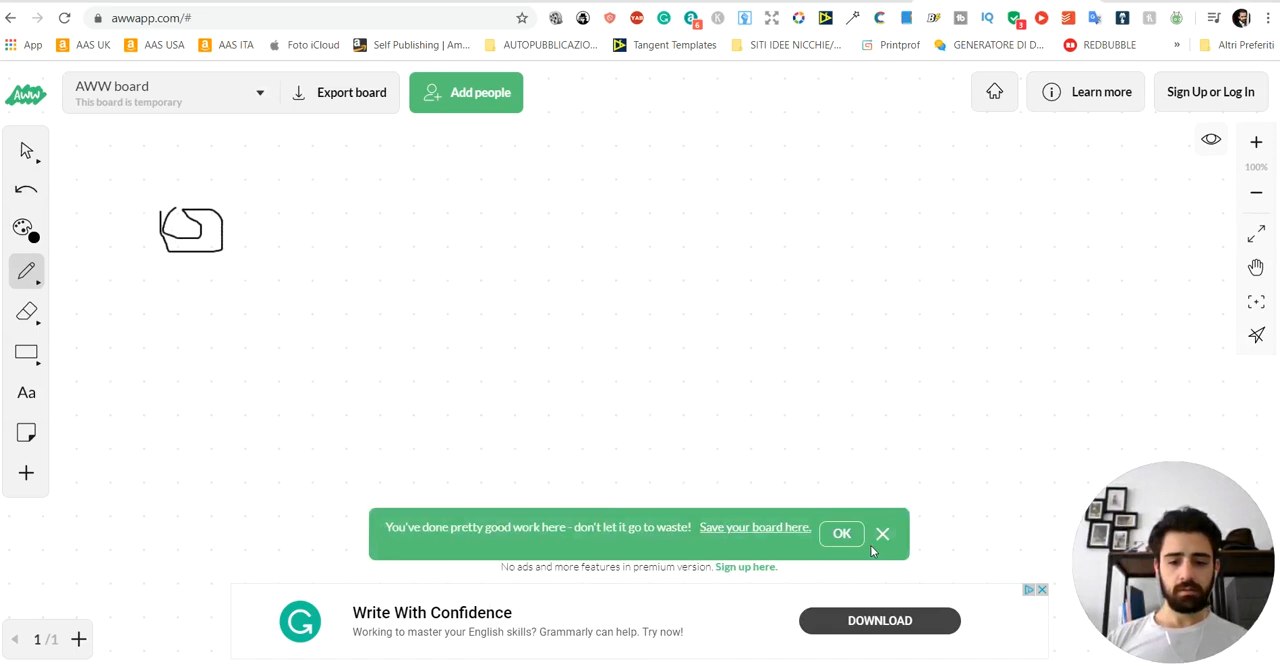 awwapp.com/#
App
AAS UK
AAS USA
AAS ITA
Foto iCloud
Self Publishing | Am...
AUTOPUBBLICAZIO...
Tangent Templates
SITI IDEE NICCHIE/...
Printprof
GENERATORE DI D...
REDBUBBLE
»
Altri Preferiti
AWW
AWW board
This board is temporary
Export board
Add people
Learn more
Sign Up or Log In
100%
Aa
You've done pretty good work here - don't let it go to waste! Save your board here. OK
No ads and more features in premium version. Sign up here.
Write With Confidence
Working to master your English skills? Grammarly can help. Try now!
DOWNLOAD
1 /1